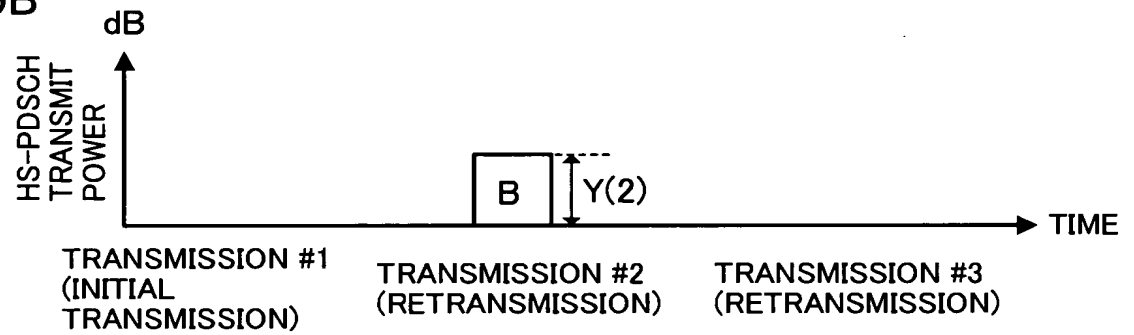 dB
HS-PDSCH
TRANSMIT
POWER
B
Y(2)
TIME
TRANSMISSION #1
(INITIAL
TRANSMISSION)
TRANSMISSION #2
(RETRANSMISSION)
TRANSMISSION #3
(RETRANSMISSION)